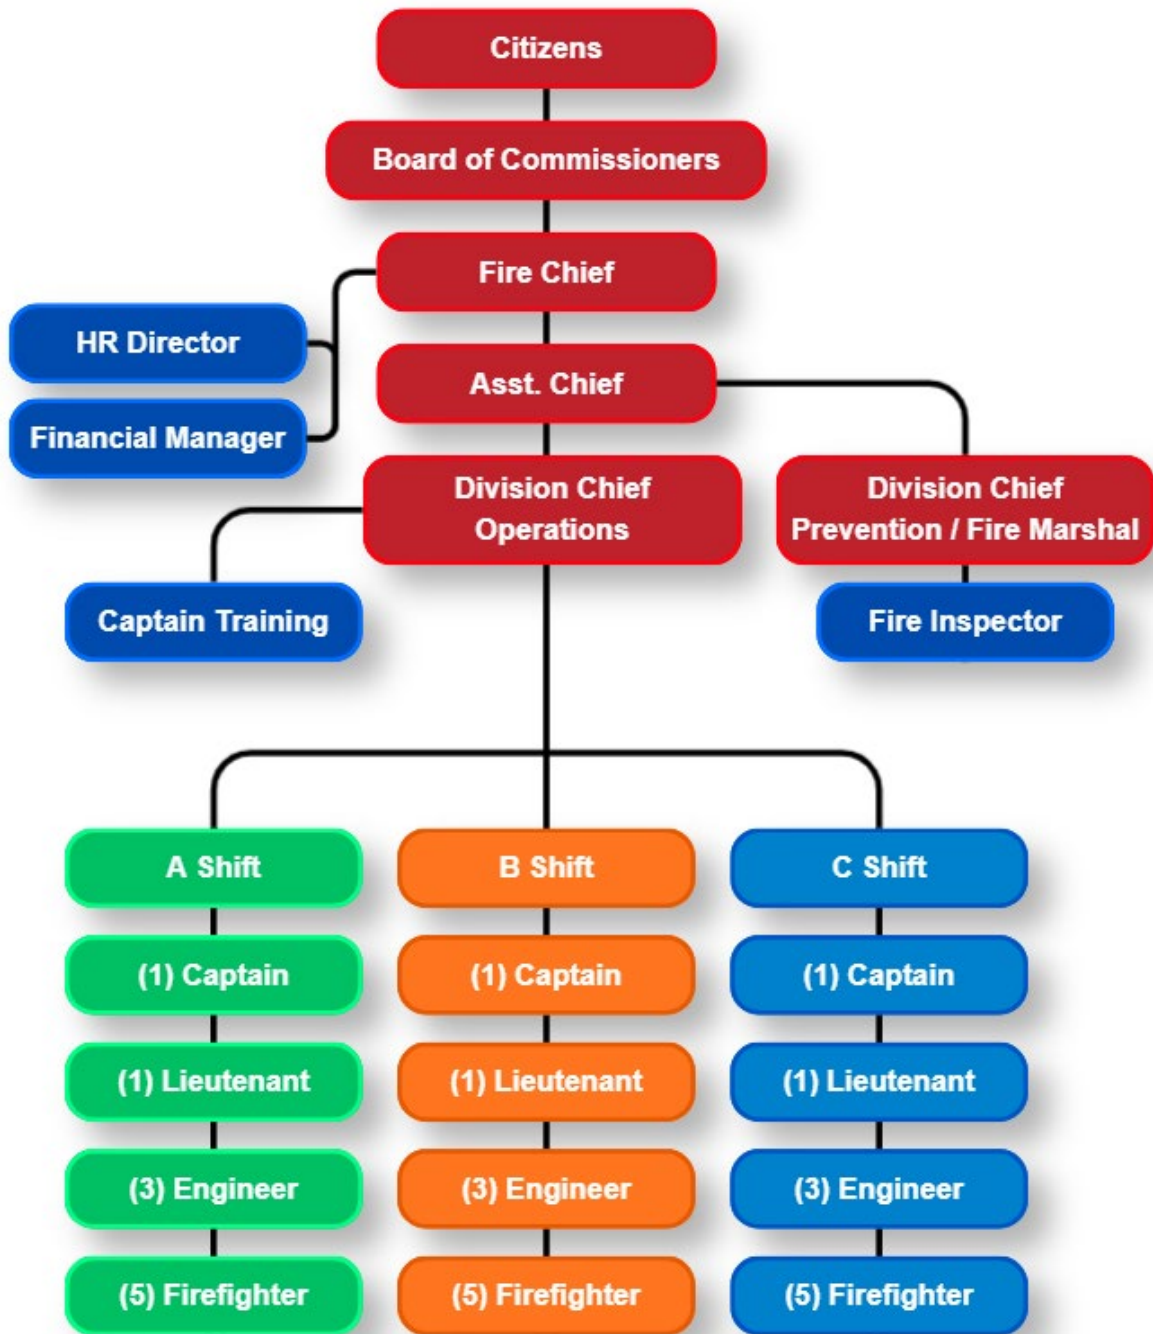 Citizens
Board of Commissioners
Fire Chief
HR Director
Asst. Chief
Financial Manager
Division Chief
Operations
Division Chief
Prevention / Fire Marshal
Captain Training
Fire Inspector
A Shift
B Shift
C Shift
(1) Captain
(1) Captain
(1) Captain
(1) Lieutenant
(1) Lieutenant
(1) Lieutenant
(3) Engineer
(3) Engineer
(3) Engineer
(5) Firefighter
(5) Firefighter
(5) Firefighter